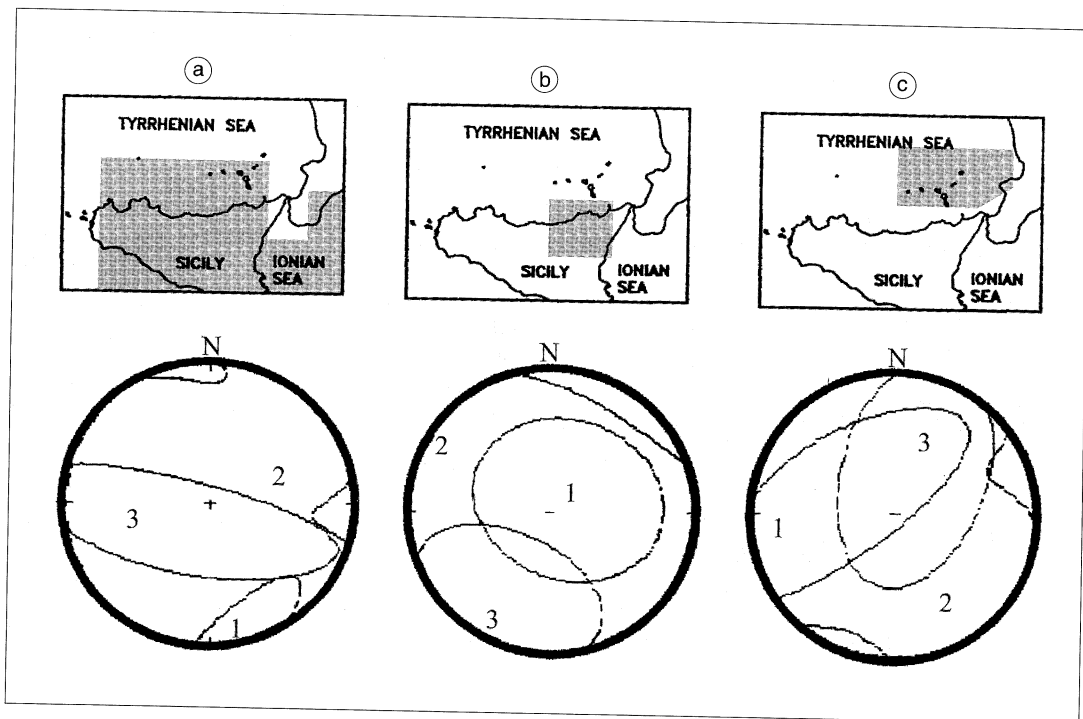 a
b
c
TYRRHENIAN SEA
SICILY
IONIAN
SEA
TYRRHENIAN SEA
SICILY
IONIAN
SEA
TYRRHENIAN SEA
SICILY
IONIAN
SEA
N
2
3
1
N
2
1
3
N
3
1
2